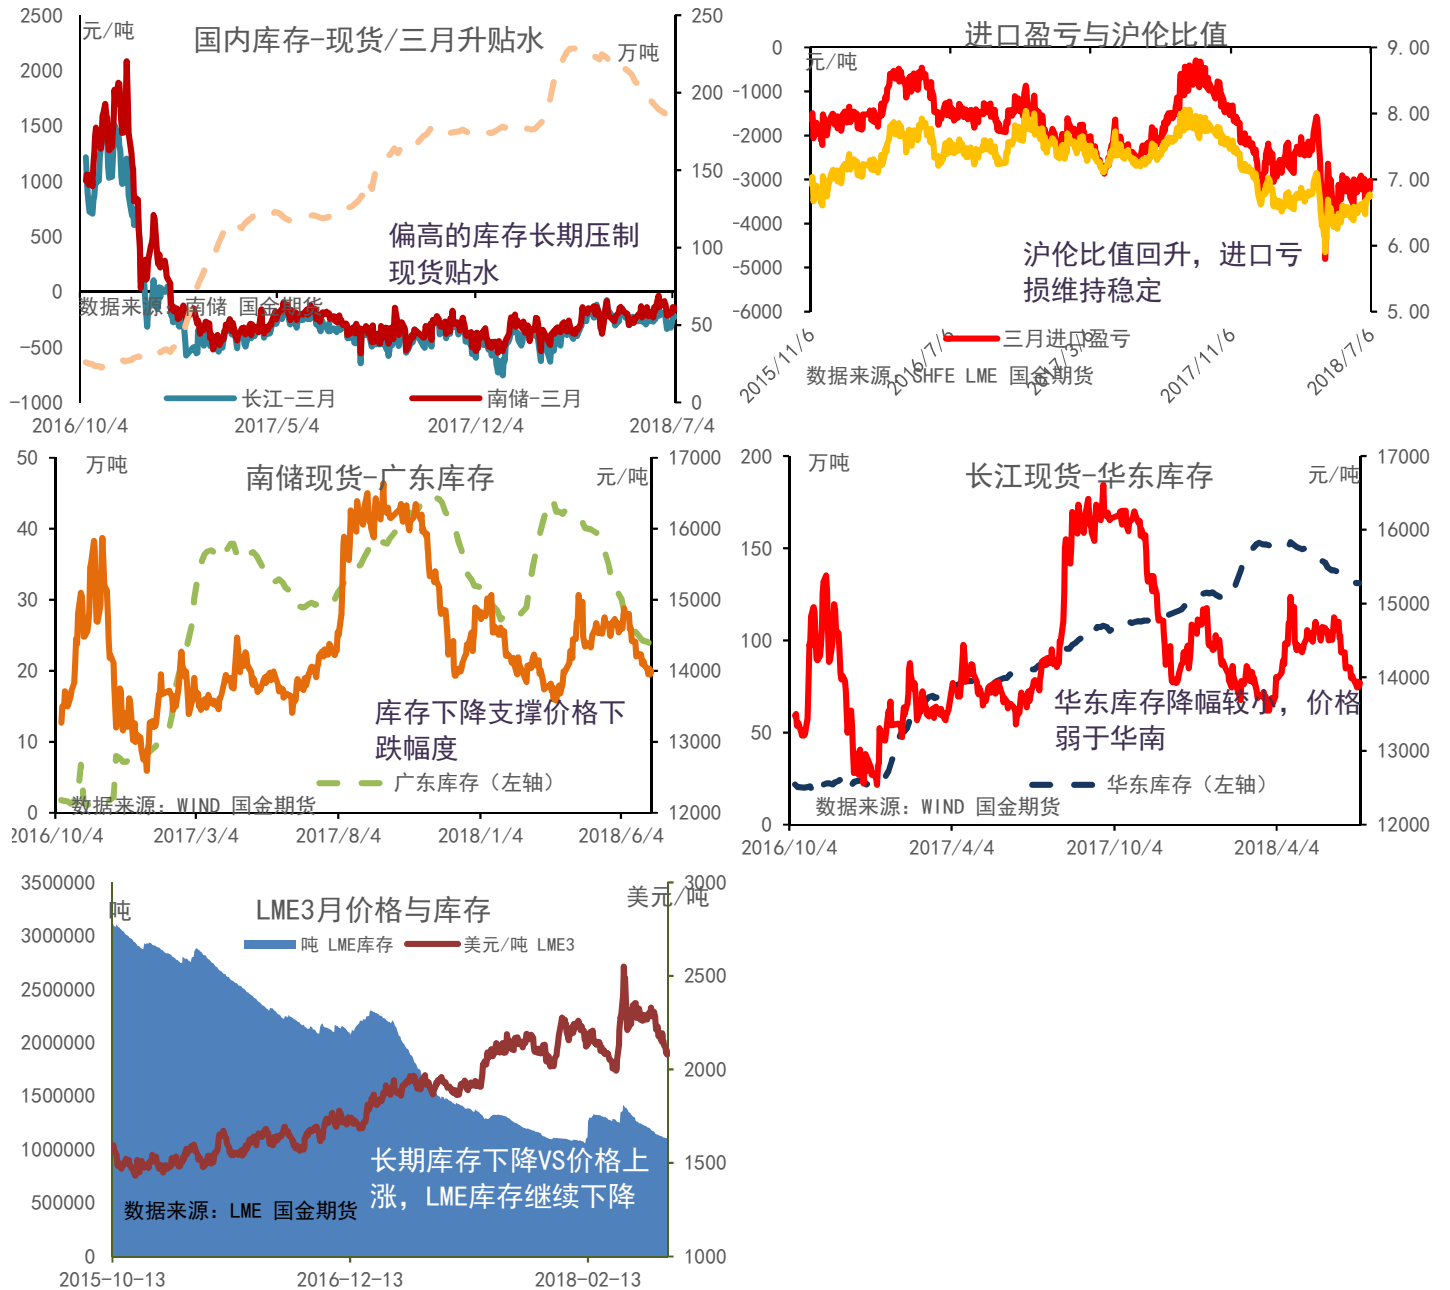 国内库存-现货/三月升贴水
元/吨
万吨
2500
2000
1500
1000
500
0
-500
-1000
250
200
150
100
50
0
偏高的库存长期压制
现货贴水
数据来源：南储 国金期货
长江-三月
南储-三月
2016/10/4
2017/5/4
2017/12/4
2018/7/4
进口盈亏与沪伦比值
元/吨
0
-1000
-2000
-3000
-4000
-5000
-6000
9.00
8.00
7.00
6.00
5.00
沪伦比值回升，进口亏
损维持稳定
三月进口盈亏
2015/11/6
2016/7/6
2017/3/6
2017/11/6
2018/7/6
数据来源：SHFE LME 国金期货
南储现货-广东库存
万吨
元/吨
50
40
30
20
10
0
17000
16000
15000
14000
13000
12000
库存下降支撑价格下
跌幅度
广东库存（左轴）
数据来源：WIND 国金期货
2016/10/4
2017/3/4
2017/8/4
2018/1/4
2018/6/4
长江现货-华东库存
万吨
元/吨
200
150
100
50
0
17000
16000
15000
14000
13000
12000
华东库存降幅较小，价格
弱于华南
华东库存（左轴）
数据来源：WIND 国金期货
2016/10/4
2017/4/4
2017/10/4
2018/4/4
LME3月价格与库存
吨
美元/吨
吨 LME库存
美元/吨 LME3
3500000
3000000
2500000
2000000
1500000
1000000
500000
0
3000
2500
2000
1500
1000
长期库存下降VS价格上
涨，LME库存继续下降
数据来源：LME 国金期货
2015-10-13
2016-12-13
2018-02-13